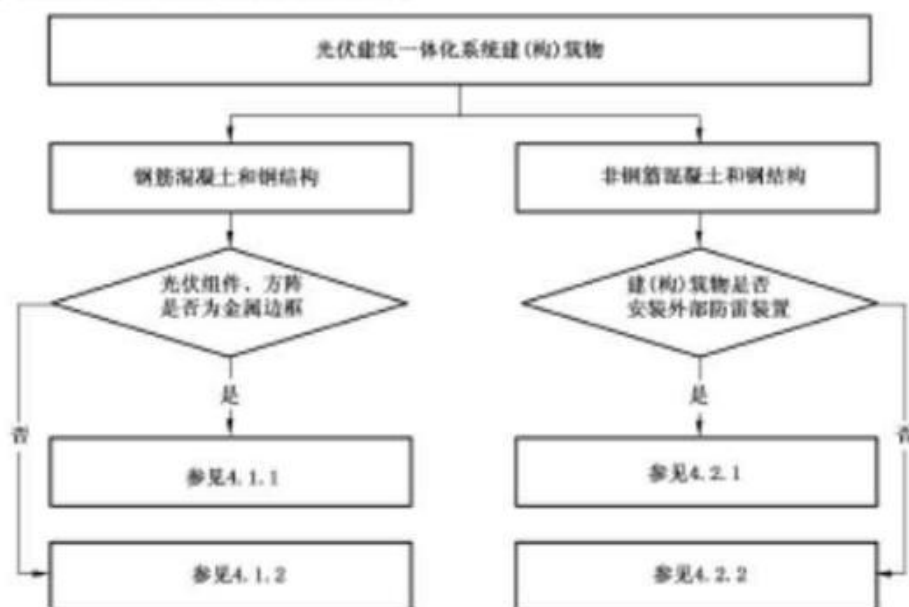 光伏建筑一体化系统建(构)筑物
钢筋混凝土和钢结构
非钢筋混凝土和钢结构
光伏组件、方阵
是否为金属边框
建(构)筑物是否
安装外部防雷装置
是
是
否
否
参见4.1.1
参见4.2.1
参见4.1.2
参见4.2.2